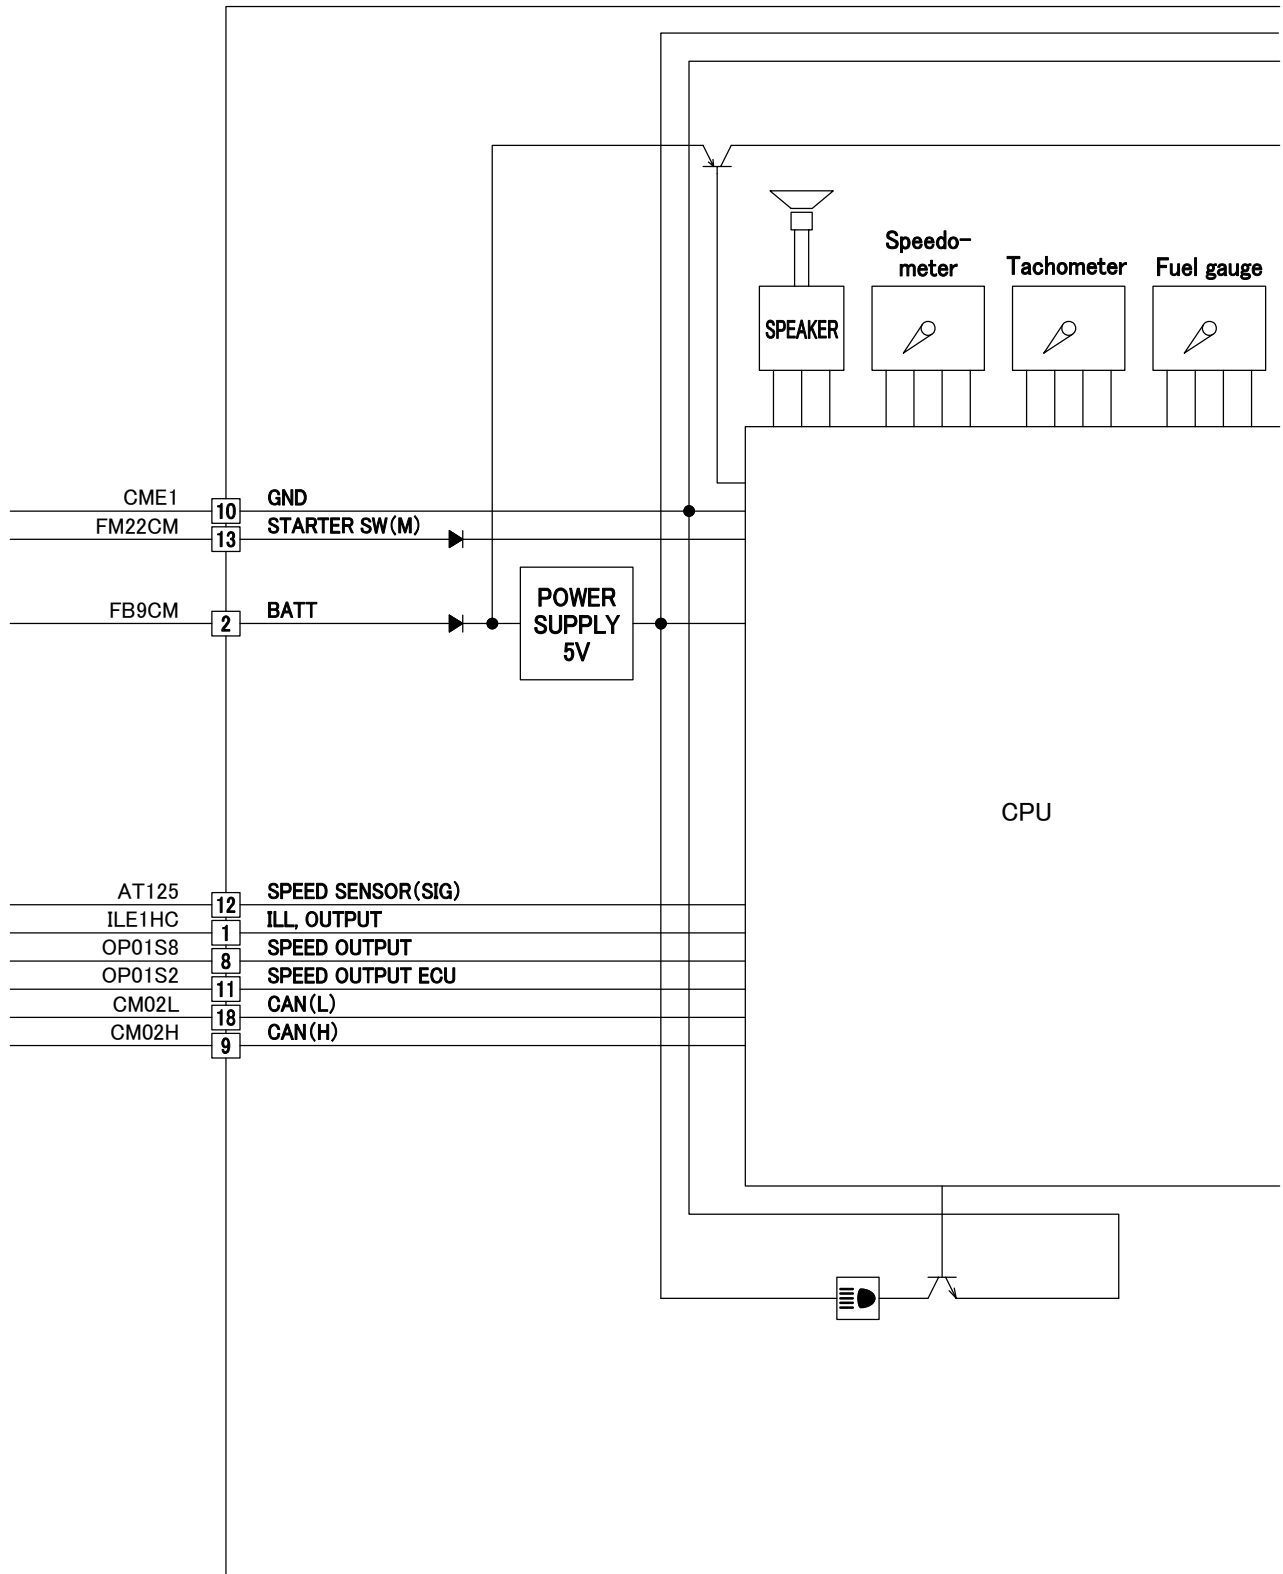 Speedo-
meter
Tachometer
Fuel gauge
SPEAKER
CME1 10 GND
FM22CM 13 STARTER SW(M)
FB9CM 2 BATT
POWER
SUPPLY
5V
CPU
AT125 12 SPEED SENSOR(SIG)
ILE1HC 1 ILL, OUTPUT
OP01S8 8 SPEED OUTPUT
OP01S2 11 SPEED OUTPUT ECU
CM02L 18 CAN(L)
CM02H 9 CAN(H)